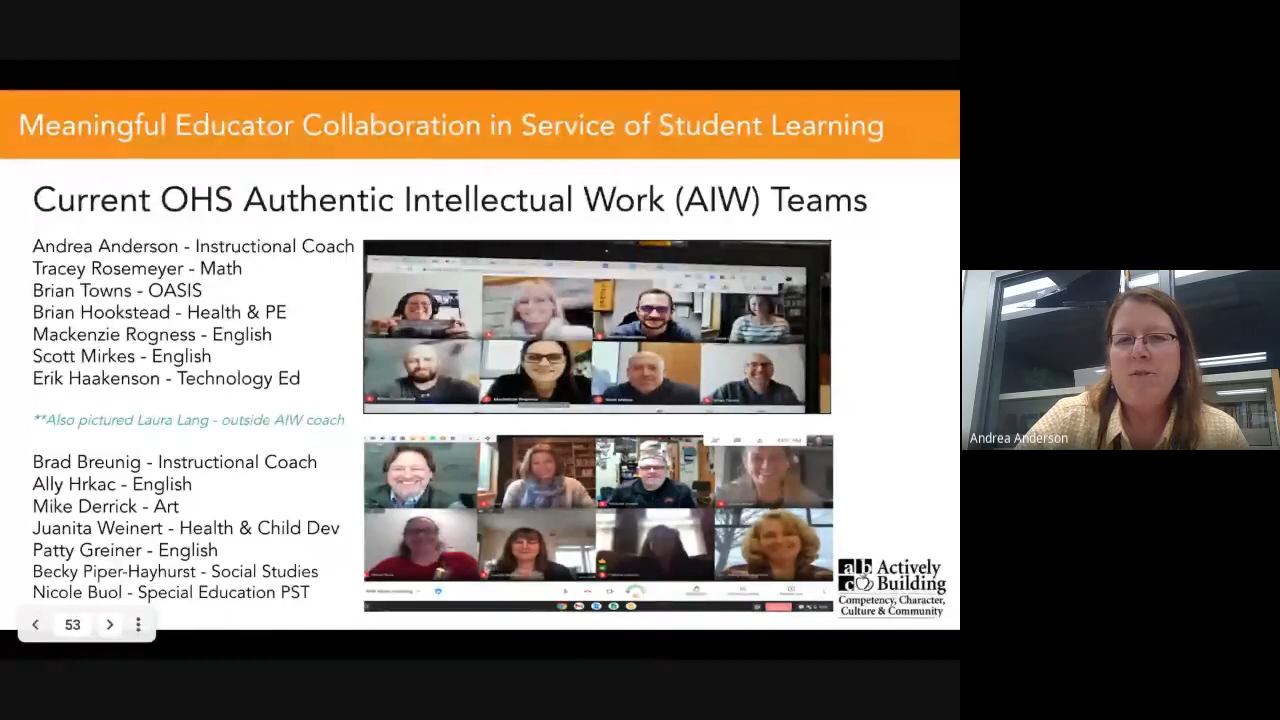 Meaningful Educator Collaboration in Service of Student Learning
Current OHS Authentic Intellectual Work (AIW) Teams
Andrea Anderson - Instructional Coach
Tracey Rosemeyer - Math
Brian Towns - OASIS
Brian Hookstead - Health & PE
Mackenzie Rogness - English
Scott Mirkes - English
Erik Haakenson - Technology Ed
**Also pictured Laura Lang - outside AIW coach
Brad Breunig - Instructional Coach
Ally Hrkac - English
Mike Derrick - Art
Juanita Weinert - Health & Child Dev
Patty Greiner - English
Becky Piper-Hayhurst - Social Studies
Nicole Buol - Special Education PST
53
a b c Actively
Building
Competency, Character,
Culture & Community
Andrea Anderson